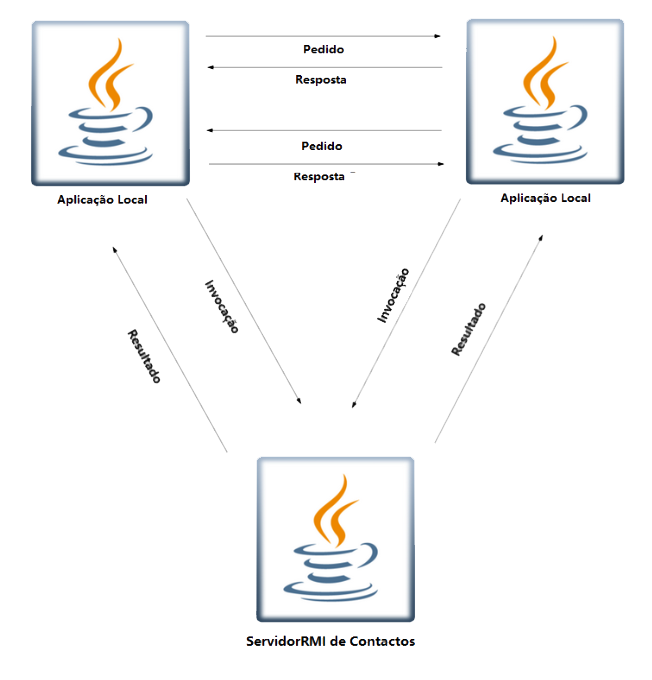 Pedido
Resposta
Pedido
Resposta
Aplicação Local
Aplicação Local
Invocação
Invocação
Resultado
Resultado
ServidorRMI de Contactos